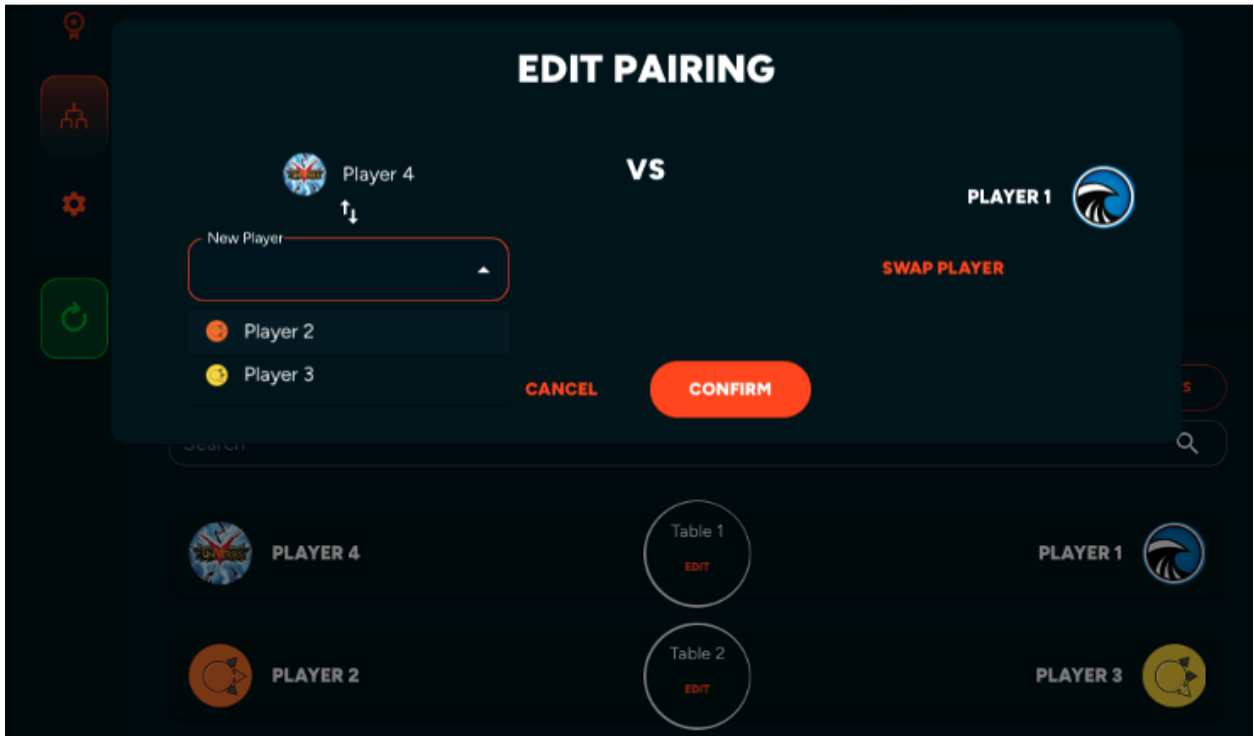 EDIT PAIRING
Player 4
VS
PLAYER 1
New Player
SWAP PLAYER
Player 2
Player 3
CANCEL
CONFIRM
S
Search
PLAYER 4
Table 1
EDIT
PLAYER 1
PLAYER 2
Table 2
EDIT
PLAYER 3